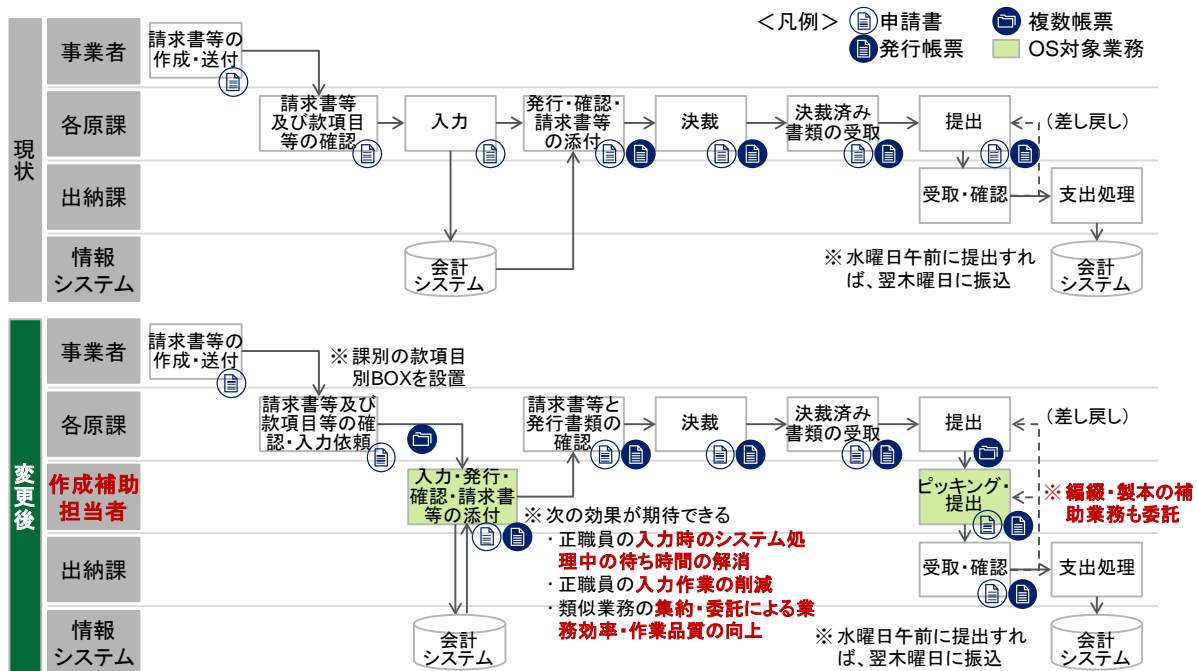 <凡例>
申請書
複数帳票
発行帳票
OS対象業務
現状
事業者
請求書等の
作成・送付
各原課
請求書等
及び款項目
等の確認
入力
発行・確認・
請求書等
の添付
決裁
決裁済み
書類の受取
提出
(差し戻し)
出納課
受取・確認
支出処理
情報
システム
会計
システム
※水曜日午前に提出すれ
ば、翌木曜日に振込
会計
システム
変更後
事業者
請求書等の
作成・送付
※課別の款項目
別BOXを設置
各原課
請求書等及び
款項目等の確
認・入力依頼
請求書等と
発行書類の
確認
決裁
決裁済み
書類の受取
提出
(差し戻し)
作成補助
担当者
入力・発行・
確認・請求書
等の添付
ピッキング・
提出
※編綴・製本の補
助業務も委託
※次の効果が期待できる
・正職員の入力時のシステム処
理中の待ち時間の解消
・正職員の入力作業の削減
・類似業務の集約・委託による業
務効率・作業品質の向上
出納課
受取・確認
支出処理
情報
システム
会計
システム
※水曜日午前に提出すれ
ば、翌木曜日に振込
会計
システム